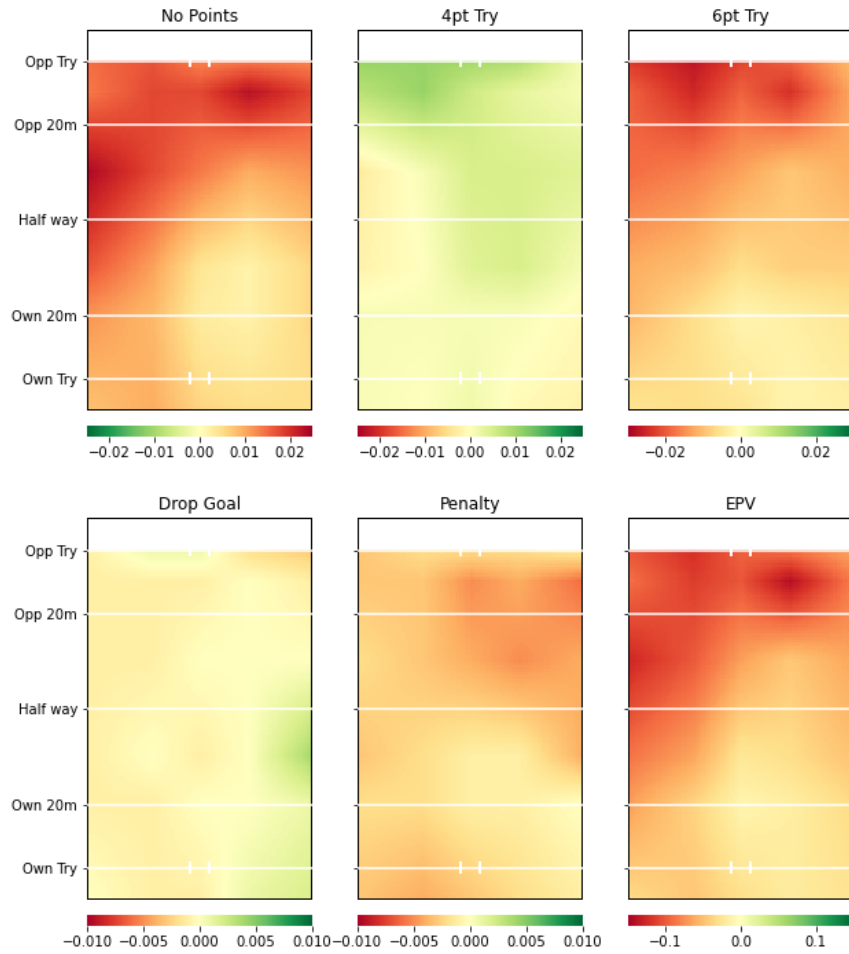 No Points 4pt Try 6pt Try
Opp Try
Opp 20m
Half way
Own 20m
Own Try
−0.02 −0.01 0.00 0.01 0.02 −0.02 −0.01 0.00 0.01 0.02 −0.02 0.00 0.02
Drop Goal Penalty EPV
Opp Try
Opp 20m
Half way
Own 20m
Own Try
−0.010 −0.005 0.000 0.005 0.010 −0.010 −0.005 0.000 0.005 0.010 −0.1 0.0 0.1